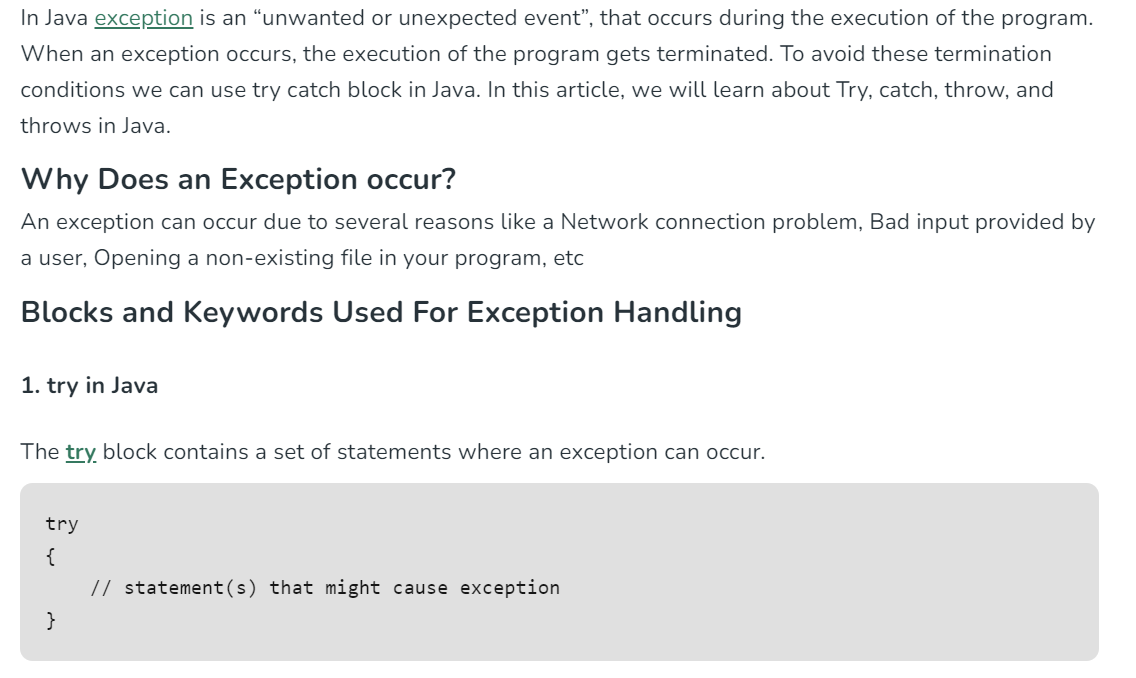 In Java exception is an “unwanted or unexpected event”, that occurs during the execution of the program.
When an exception occurs, the execution of the program gets terminated. To avoid these termination
conditions we can use try catch block in Java. In this article, we will learn about Try, catch, throw, and
throws in Java.
Why Does an Exception occur?
An exception can occur due to several reasons like a Network connection problem, Bad input provided by
a user, Opening a non-existing file in your program, etc
Blocks and Keywords Used For Exception Handling
1. try in Java
The try block contains a set of statements where an exception can occur.
try
{
    // statement(s) that might cause exception
}